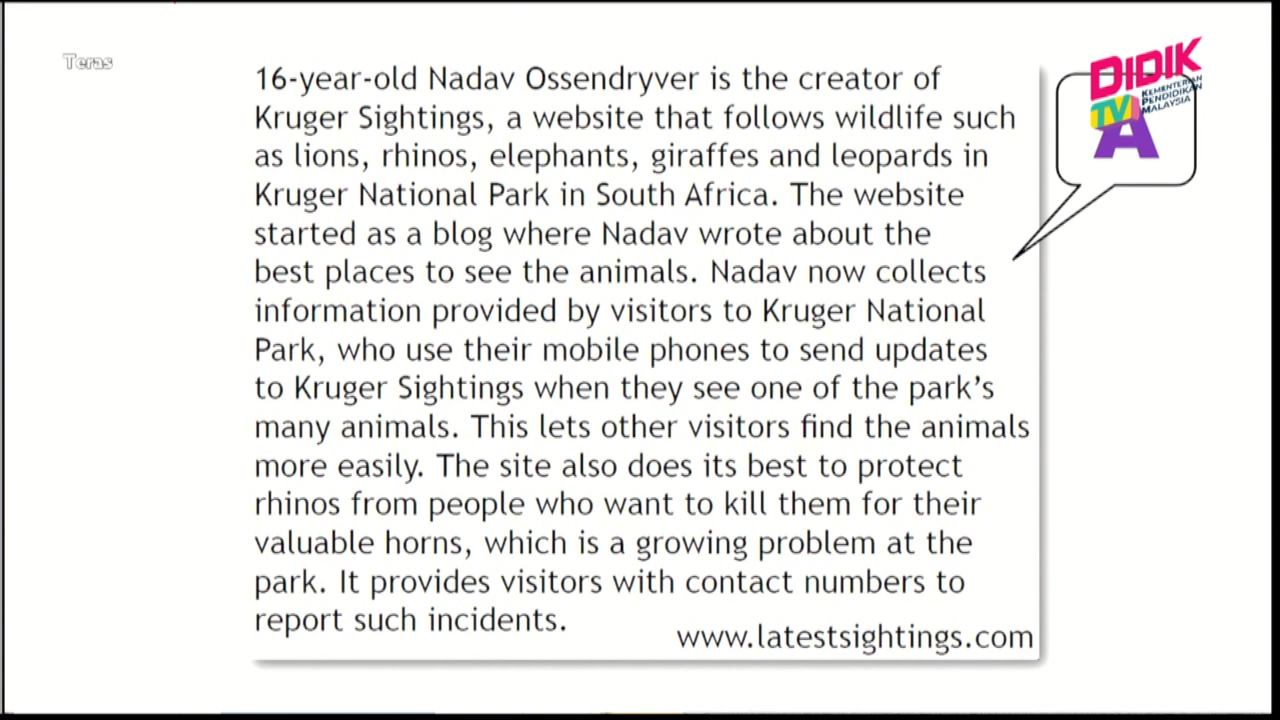 Teras
16-year-old Nadav Ossendryver is the creator of
Kruger Sightings, a website that follows wildlife such
as lions, rhinos, elephants, giraffes and leopards in
Kruger National Park in South Africa. The website
started as a blog where Nadav wrote about the
best places to see the animals. Nadav now collects
information provided by visitors to Kruger National
Park, who use their mobile phones to send updates
to Kruger Sightings when they see one of the park's
many animals. This lets other visitors find the animals
more easily. The site also does its best to protect
rhinos from people who want to kill them for their
valuable horns, which is a growing problem at the
park. It provides visitors with contact numbers to
report such incidents.
www.latestsightings.com
DIDIK
TV
KEMENTERIAN
PENDIDIKAN
MALAYSIA
A